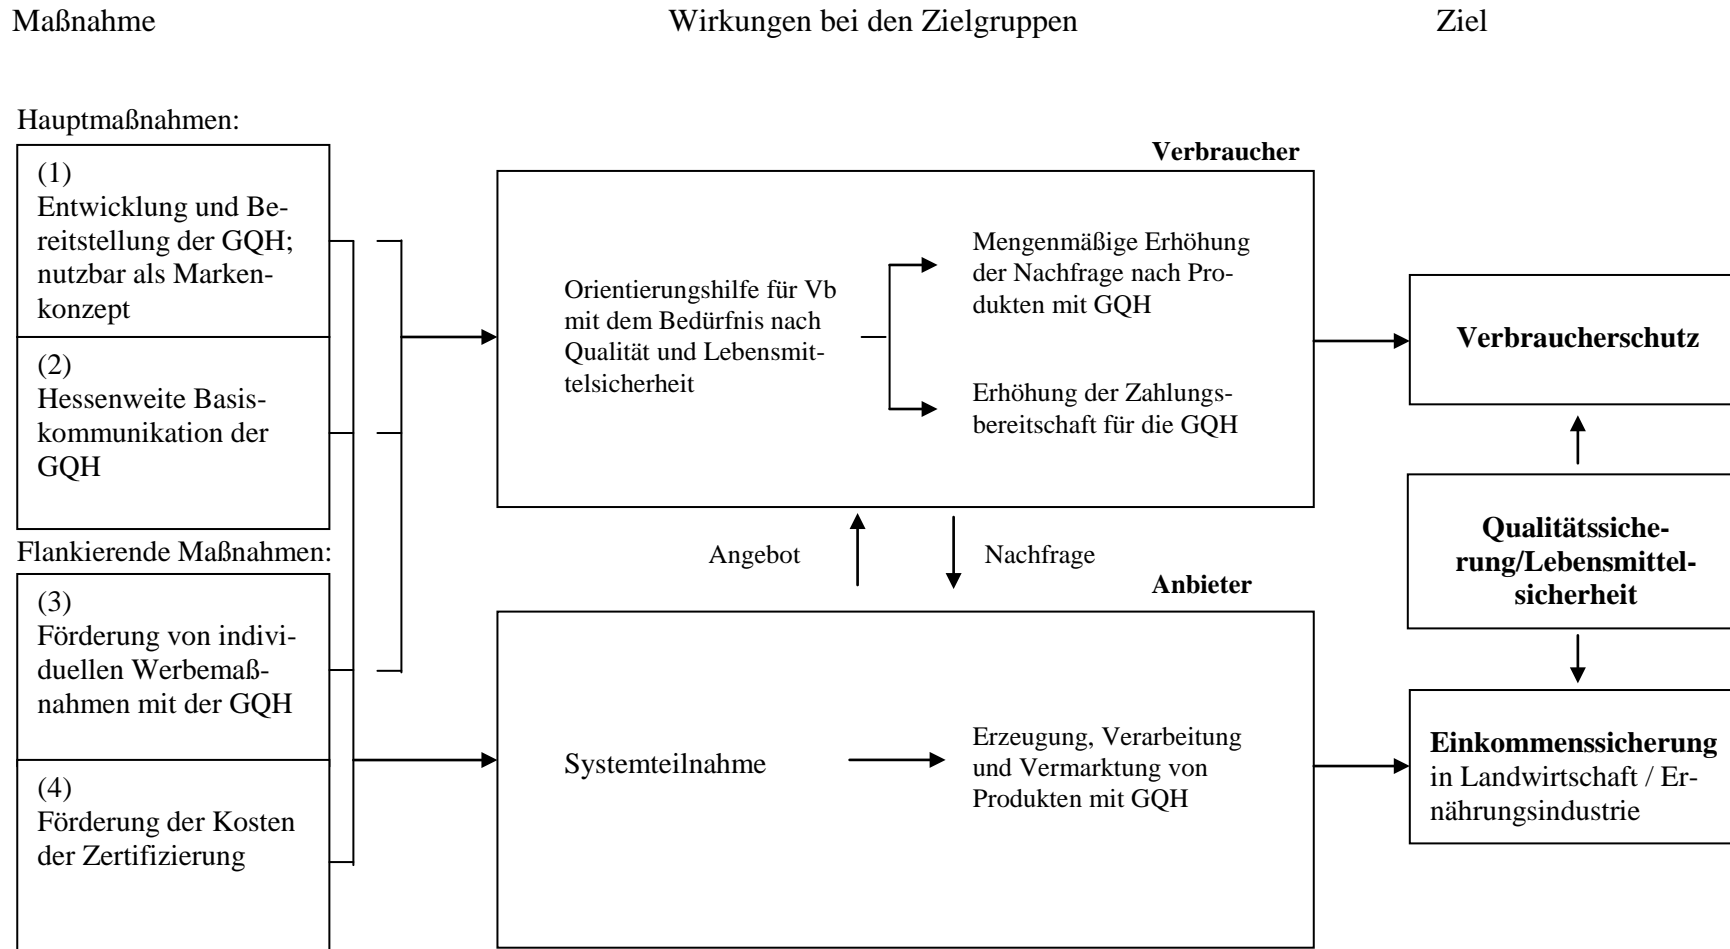 Maßnahme
Wirkungen bei den Zielgruppen
Ziel
Hauptmaßnahmen:
(1)
Entwicklung und Be-
reitstellung der GQH;
nutzbar als Marken-
konzept
(2)
Hessenweite Basis-
kommunikation der
GQH
Flankierende Maßnahmen:
(3)
Förderung von indivi-
duellen Werbemaß-
nahmen mit der GQH
(4)
Förderung der Kosten
der Zertifizierung
Verbraucher
Orientierungshilfe für Vb
mit dem Bedürfnis nach
Qualität und Lebensmit-
telsicherheit
Mengenmäßige Erhöhung
der Nachfrage nach Pro-
dukten mit GQH
Erhöhung der Zahlungs-
bereitschaft für die GQH
Angebot
Nachfrage
Anbieter
Systemteilnahme
Erzeugung, Verarbeitung
und Vermarktung von
Produkten mit GQH
Verbraucherschutz
Qualitätssiche-
rung/Lebensmittel-
sicherheit
Einkommenssicherung
in Landwirtschaft / Er-
nährungsindustrie